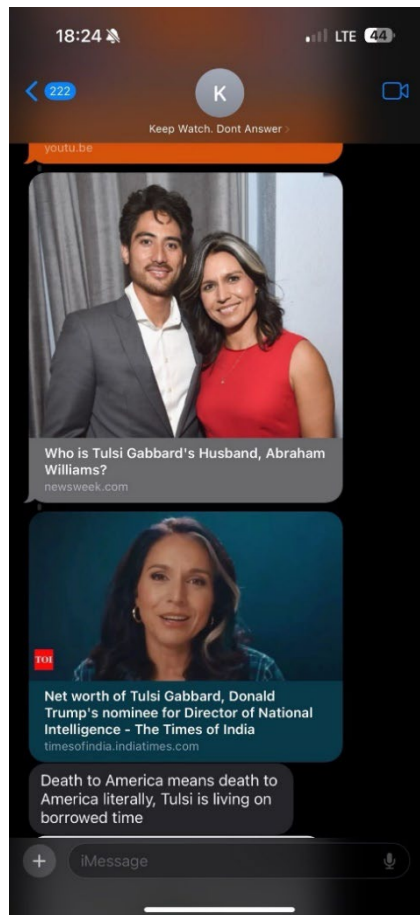 18:24
LTE
44
222
K
Keep Watch. Dont Answer
youtu.be
Who is Tulsi Gabbard's Husband, Abraham
Williams?
newsweek.com
TOI
Net worth of Tulsi Gabbard, Donald
Trump's nominee for Director of National
Intelligence - The Times of India
timesofindia.indiatimes.com
Death to America means death to
America literally, Tulsi is living on
borrowed time
iMessage